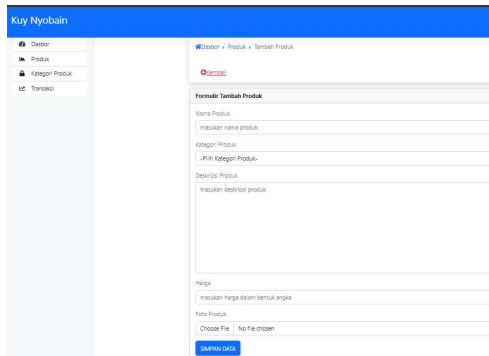 Kuy Nyobain
Dasbor
Produk
Kategori Produk
Transaksi
Dasbor › Produk › Tambah Produk
Kembali
Formulir Tambah Produk
Nama Produk
masukan nama produk
Kategori Produk
-Pilih Kategori Produk-
Deskripsi Produk
masukan deskripsi produk
Harga
masukan harga dalam bentuk angka
Foto Produk
Choose File No file chosen
SIMPAN DATA